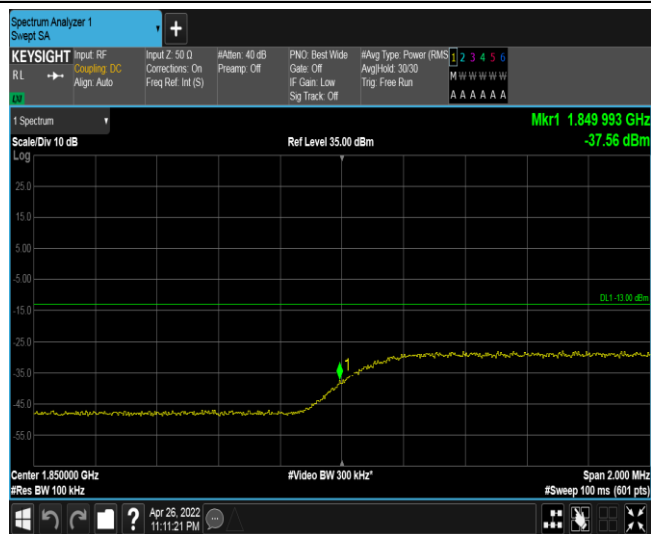 Spectrum Analyzer 1
Swept SA
KEYSIGHT
RL
LXI
Input: RF
Coupling: DC
Align: Auto
Input Z: 50 Ω
Corrections: On
Freq Ref: Int (S)
#Atten: 40 dB
Preamp: Off
PNO: Best Wide
Gate: Off
IF Gain: Low
Sig Track: Off
#Avg Type: Power (RMS
Avg|Hold: 30/30
Trig: Free Run
1 2 3 4 5 6
M W W W W W
A A A A A A
1 Spectrum
Mkr1 1.849 993 GHz
Scale/Div 10 dB
Ref Level 35.00 dBm
-37.56 dBm
Log
25.0
15.0
5.00
-5.00
DL1 -13.00 dBm
-15.0
-25.0
1
-35.0
-45.0
-55.0
Center 1.850000 GHz
#Video BW 300 kHz*
Span 2.000 MHz
#Res BW 100 kHz
#Sweep 100 ms (601 pts)
?
Apr 26, 2022
11:11:21 PM